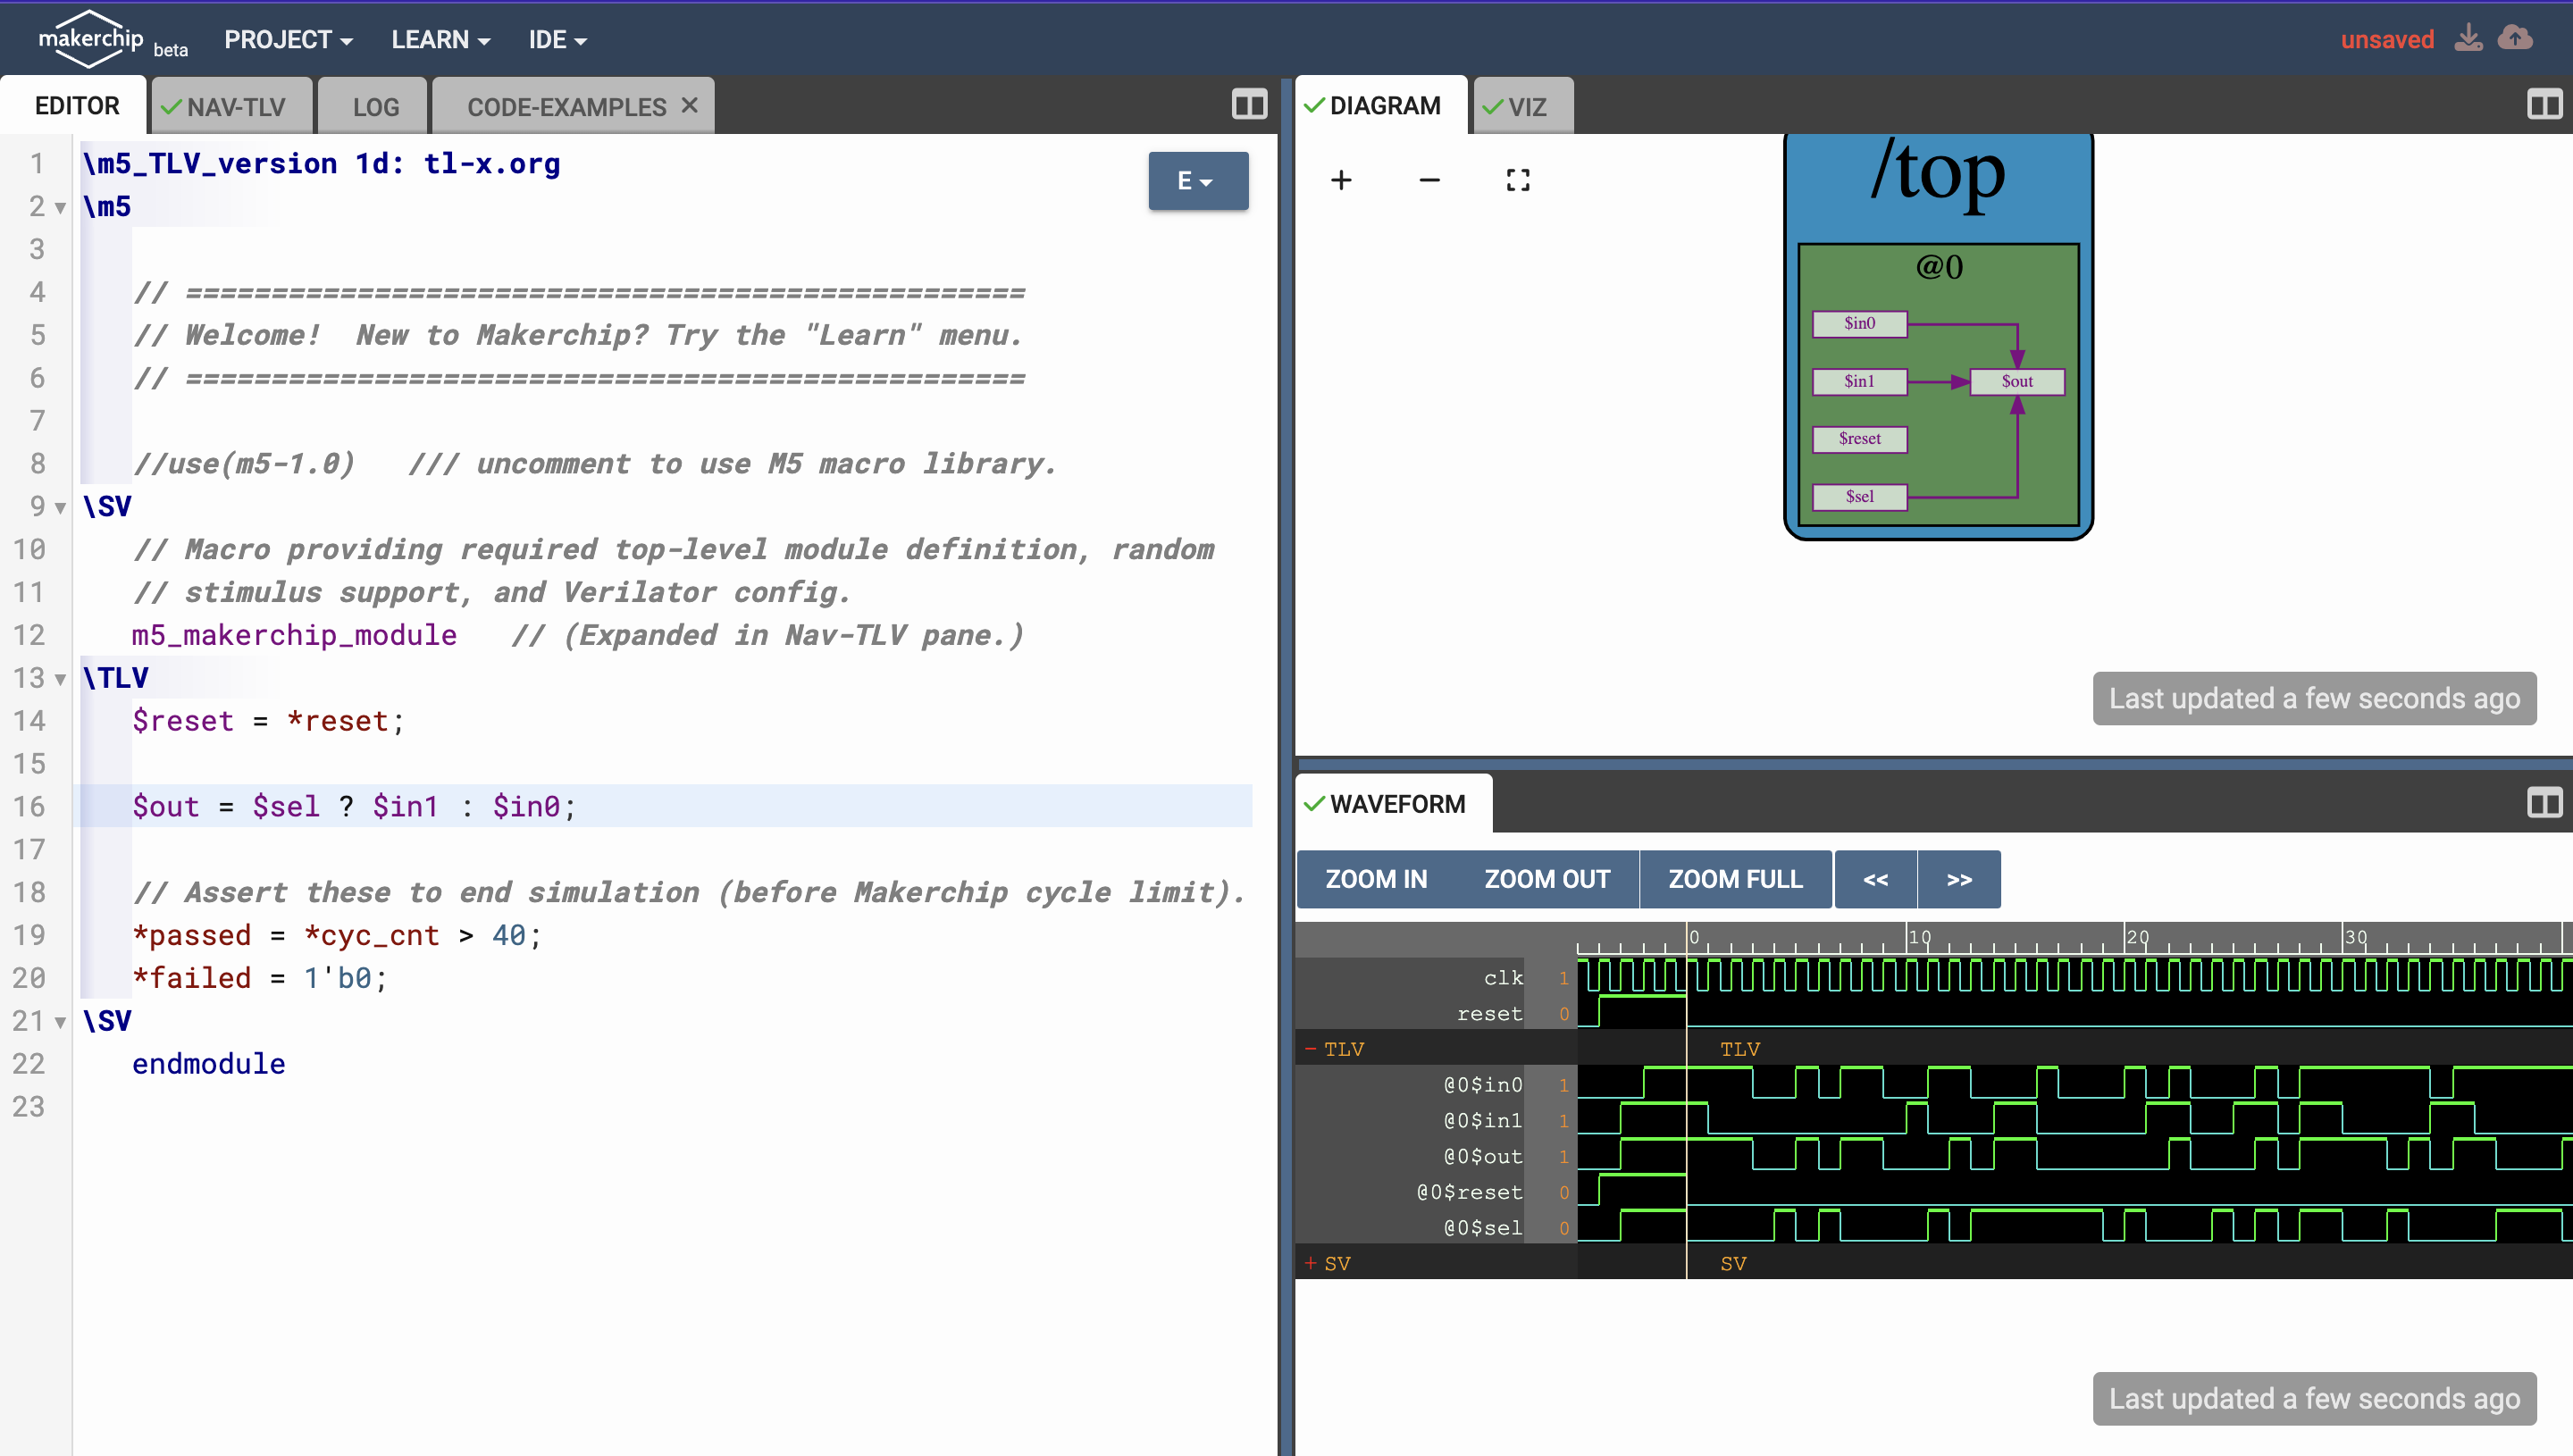 makerchip beta PROJECT LEARN IDE unsaved
EDITOR NAV-TLV LOG CODE-EXAMPLES ✕
1 \m5_TLV_version 1d: tl-x.org
2 \m5
3
4 // =================================================
5 // Welcome!  New to Makerchip? Try the "Learn" menu.
6 // =================================================
7
8 //use(m5-1.0)   /// uncomment to use M5 macro library.
9 \SV
10 // Macro providing required top-level module definition, random
11 // stimulus support, and Verilator config.
12 m5_makerchip_module   // (Expanded in Nav-TLV pane.)
13 \TLV
14 $reset = *reset;
15
16 $out = $sel ? $in1 : $in0;
17
18 // Assert these to end simulation (before Makerchip cycle limit).
19 *passed = *cyc_cnt > 40;
20 *failed = 1'b0;
21 \SV
22 endmodule
23
E
DIAGRAM VIZ
+ −
/top
@0
$in0
$in1 $out
$reset
$sel
Last updated a few seconds ago
WAVEFORM
ZOOM IN ZOOM OUT ZOOM FULL << >>
0 10 20 30
clk 1
reset 0
- TLV TLV
@0$in0 1
@0$in1 1
@0$out 1
@0$reset 0
@0$sel 0
+ SV SV
Last updated a few seconds ago